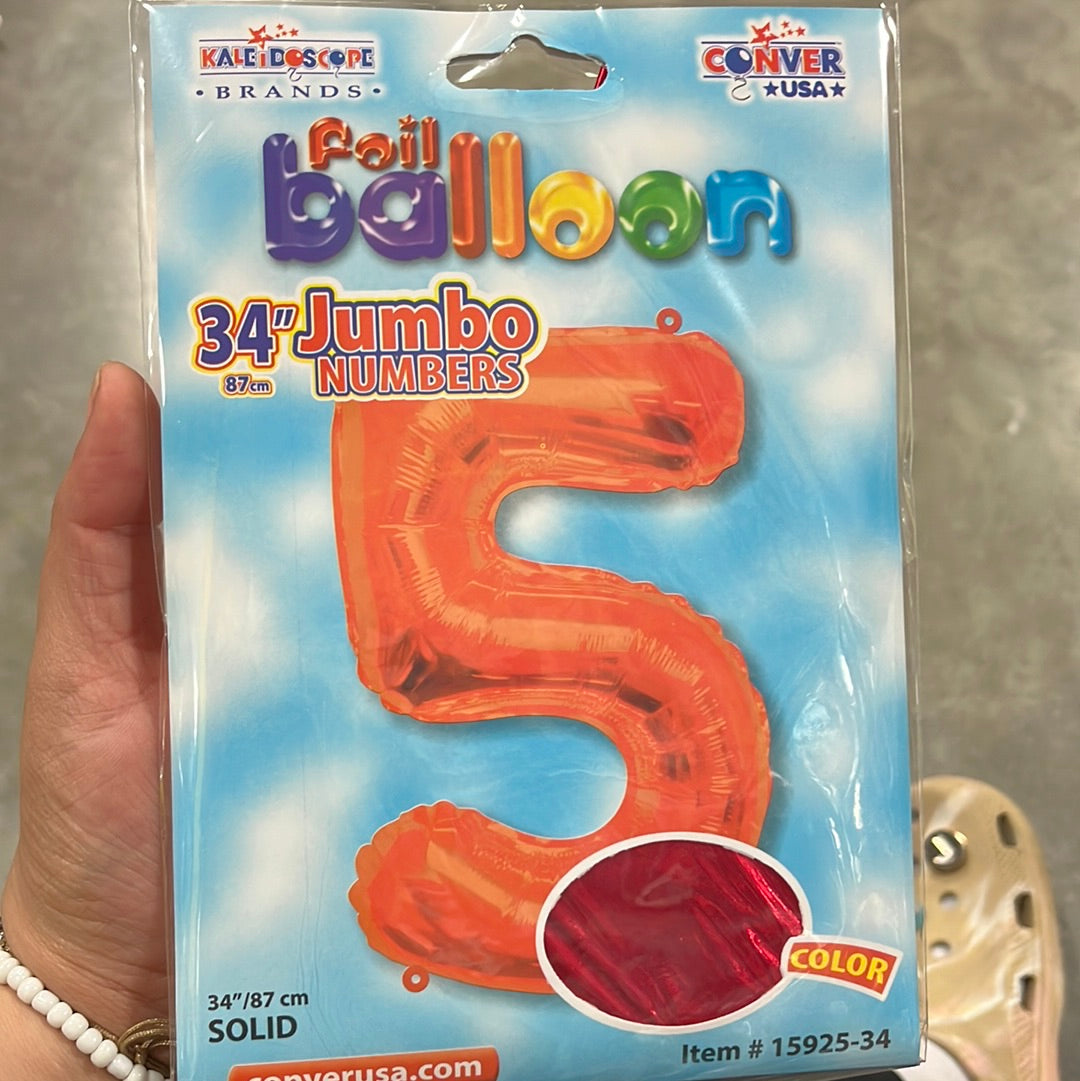 KALEIDOSCOPE
• BRANDS •
CONVER
★USA★
Foil
balloon
34" Jumbo
87cm NUMBERS
5
COLOR
34"/87 cm
SOLID
Item # 15925-34
converusa.com